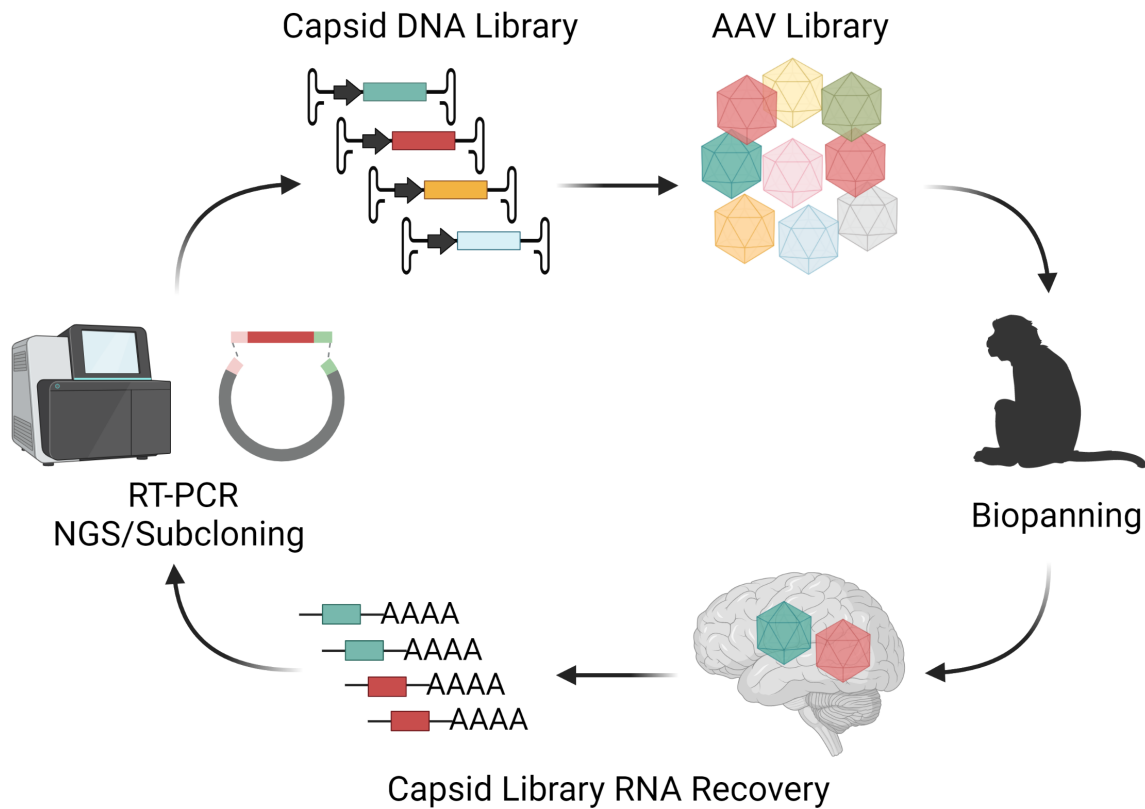 Capsid DNA Library
AAV Library
Biopanning
RT-PCR
NGS/Subcloning
AAAA
AAAA
AAAA
AAAA
Capsid Library RNA Recovery